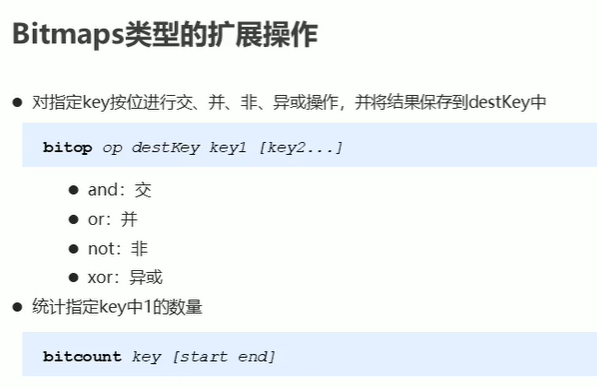 Bitmaps类型的扩展操作
● 对指定key按位进行交、并、非、异或操作，并将结果保存到destKey中
bitop op destKey key1 [key2...]
● and：交
● or：并
● not：非
● xor：异或
● 统计指定key中1的数量
bitcount key [start end]